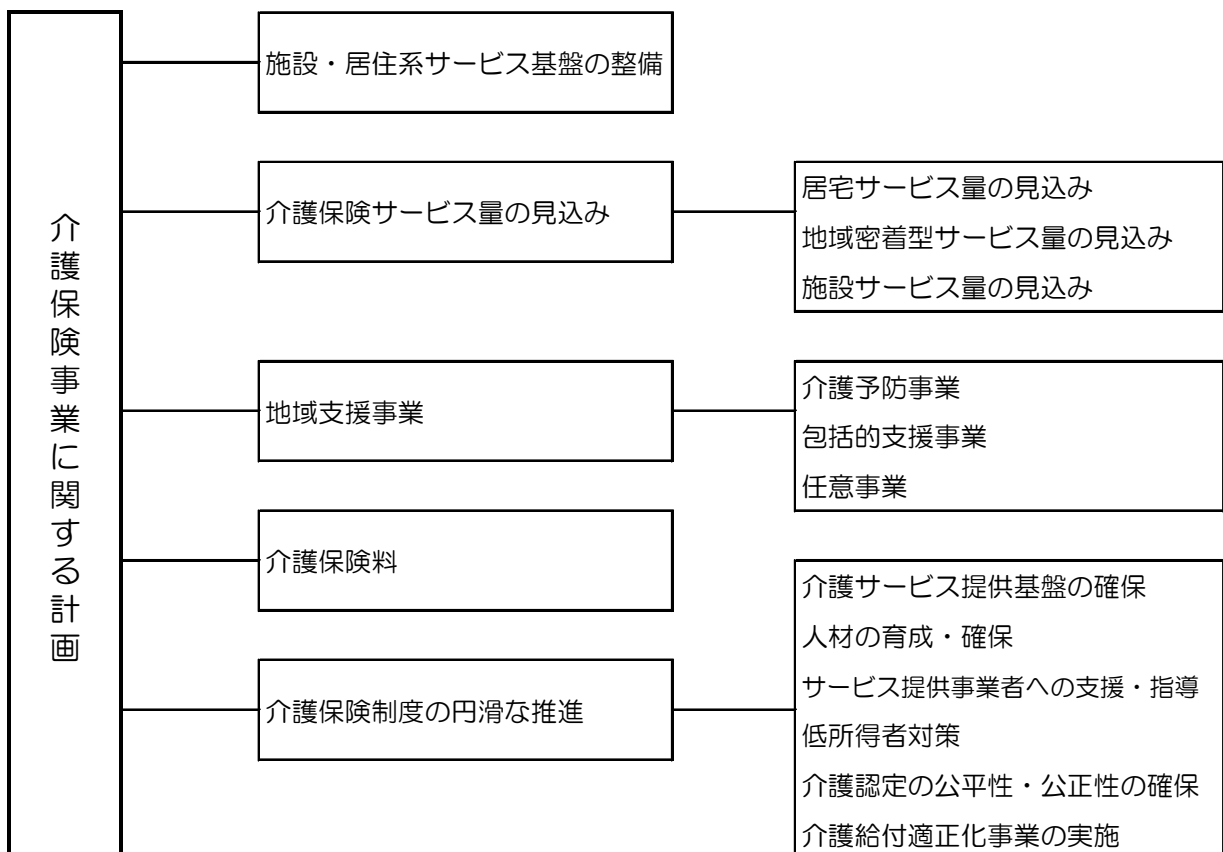 介護保険事業に関する計画
施設・居住系サービス基盤の整備
介護保険サービス量の見込み
居宅サービス量の見込み
地域密着型サービス量の見込み
施設サービス量の見込み
地域支援事業
介護予防事業
包括的支援事業
任意事業
介護保険料
介護保険制度の円滑な推進
介護サービス提供基盤の確保
人材の育成・確保
サービス提供事業者への支援・指導
低所得者対策
介護認定の公平性・公正性の確保
介護給付適正化事業の実施